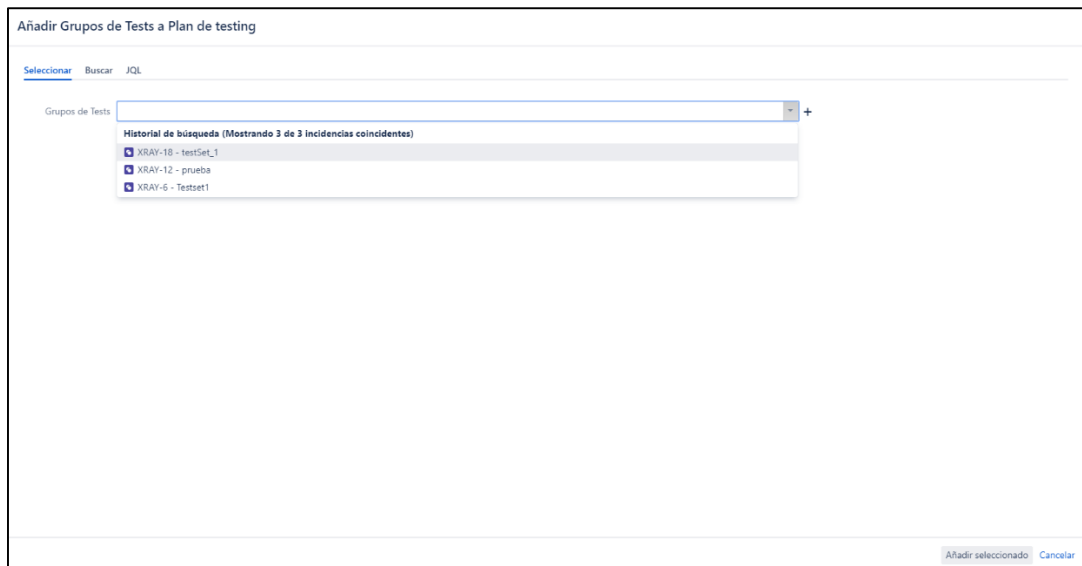 Añadir Grupos de Tests a Plan de testing
Seleccionar Buscar JQL
Grupos de Tests
Historial de búsqueda (Mostrando 3 de 3 incidencias coincidentes)
XRAY-18 - testSet_1
XRAY-12 - prueba
XRAY-6 - Testset1
Añadir seleccionado Cancelar